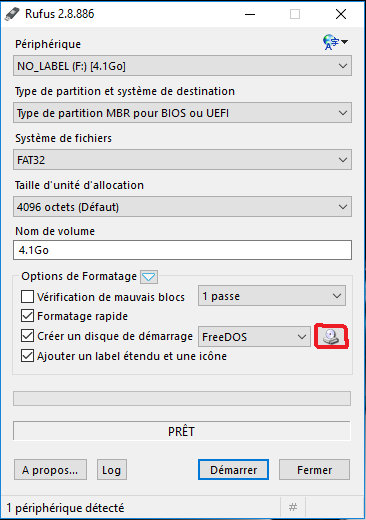 Rufus 2.8.886
Périphérique
NO_LABEL (F:) [4.1Go]
Type de partition et système de destination
Type de partition MBR pour BIOS ou UEFI
Système de fichiers
FAT32
Taille d'unité d'allocation
4096 octets (Défaut)
Nom de volume
4.1Go
Options de Formatage
Vérification de mauvais blocs 1 passe
Formatage rapide
Créer un disque de démarrage FreeDOS
Ajouter un label étendu et une icône
PRÊT
A propos... Log Démarrer Fermer
1 périphérique détecté #